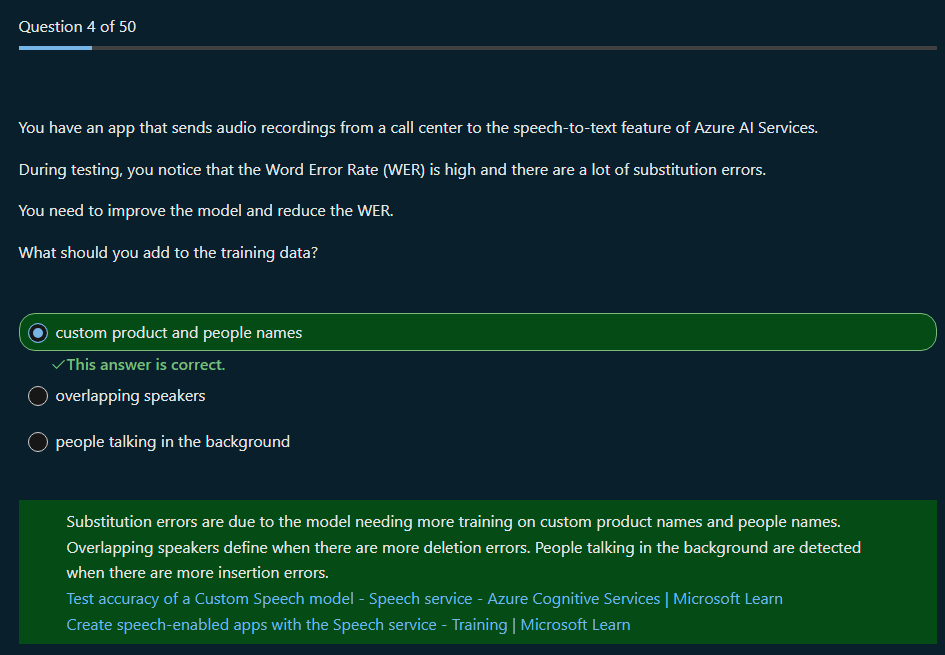 Question 4 of 50
You have an app that sends audio recordings from a call center to the speech-to-text feature of Azure AI Services.
During testing, you notice that the Word Error Rate (WER) is high and there are a lot of substitution errors.
You need to improve the model and reduce the WER.
What should you add to the training data?
custom product and people names
✓This answer is correct.
overlapping speakers
people talking in the background
Substitution errors are due to the model needing more training on custom product names and people names.
Overlapping speakers define when there are more deletion errors. People talking in the background are detected
when there are more insertion errors.
Test accuracy of a Custom Speech model - Speech service - Azure Cognitive Services | Microsoft Learn
Create speech-enabled apps with the Speech service - Training | Microsoft Learn